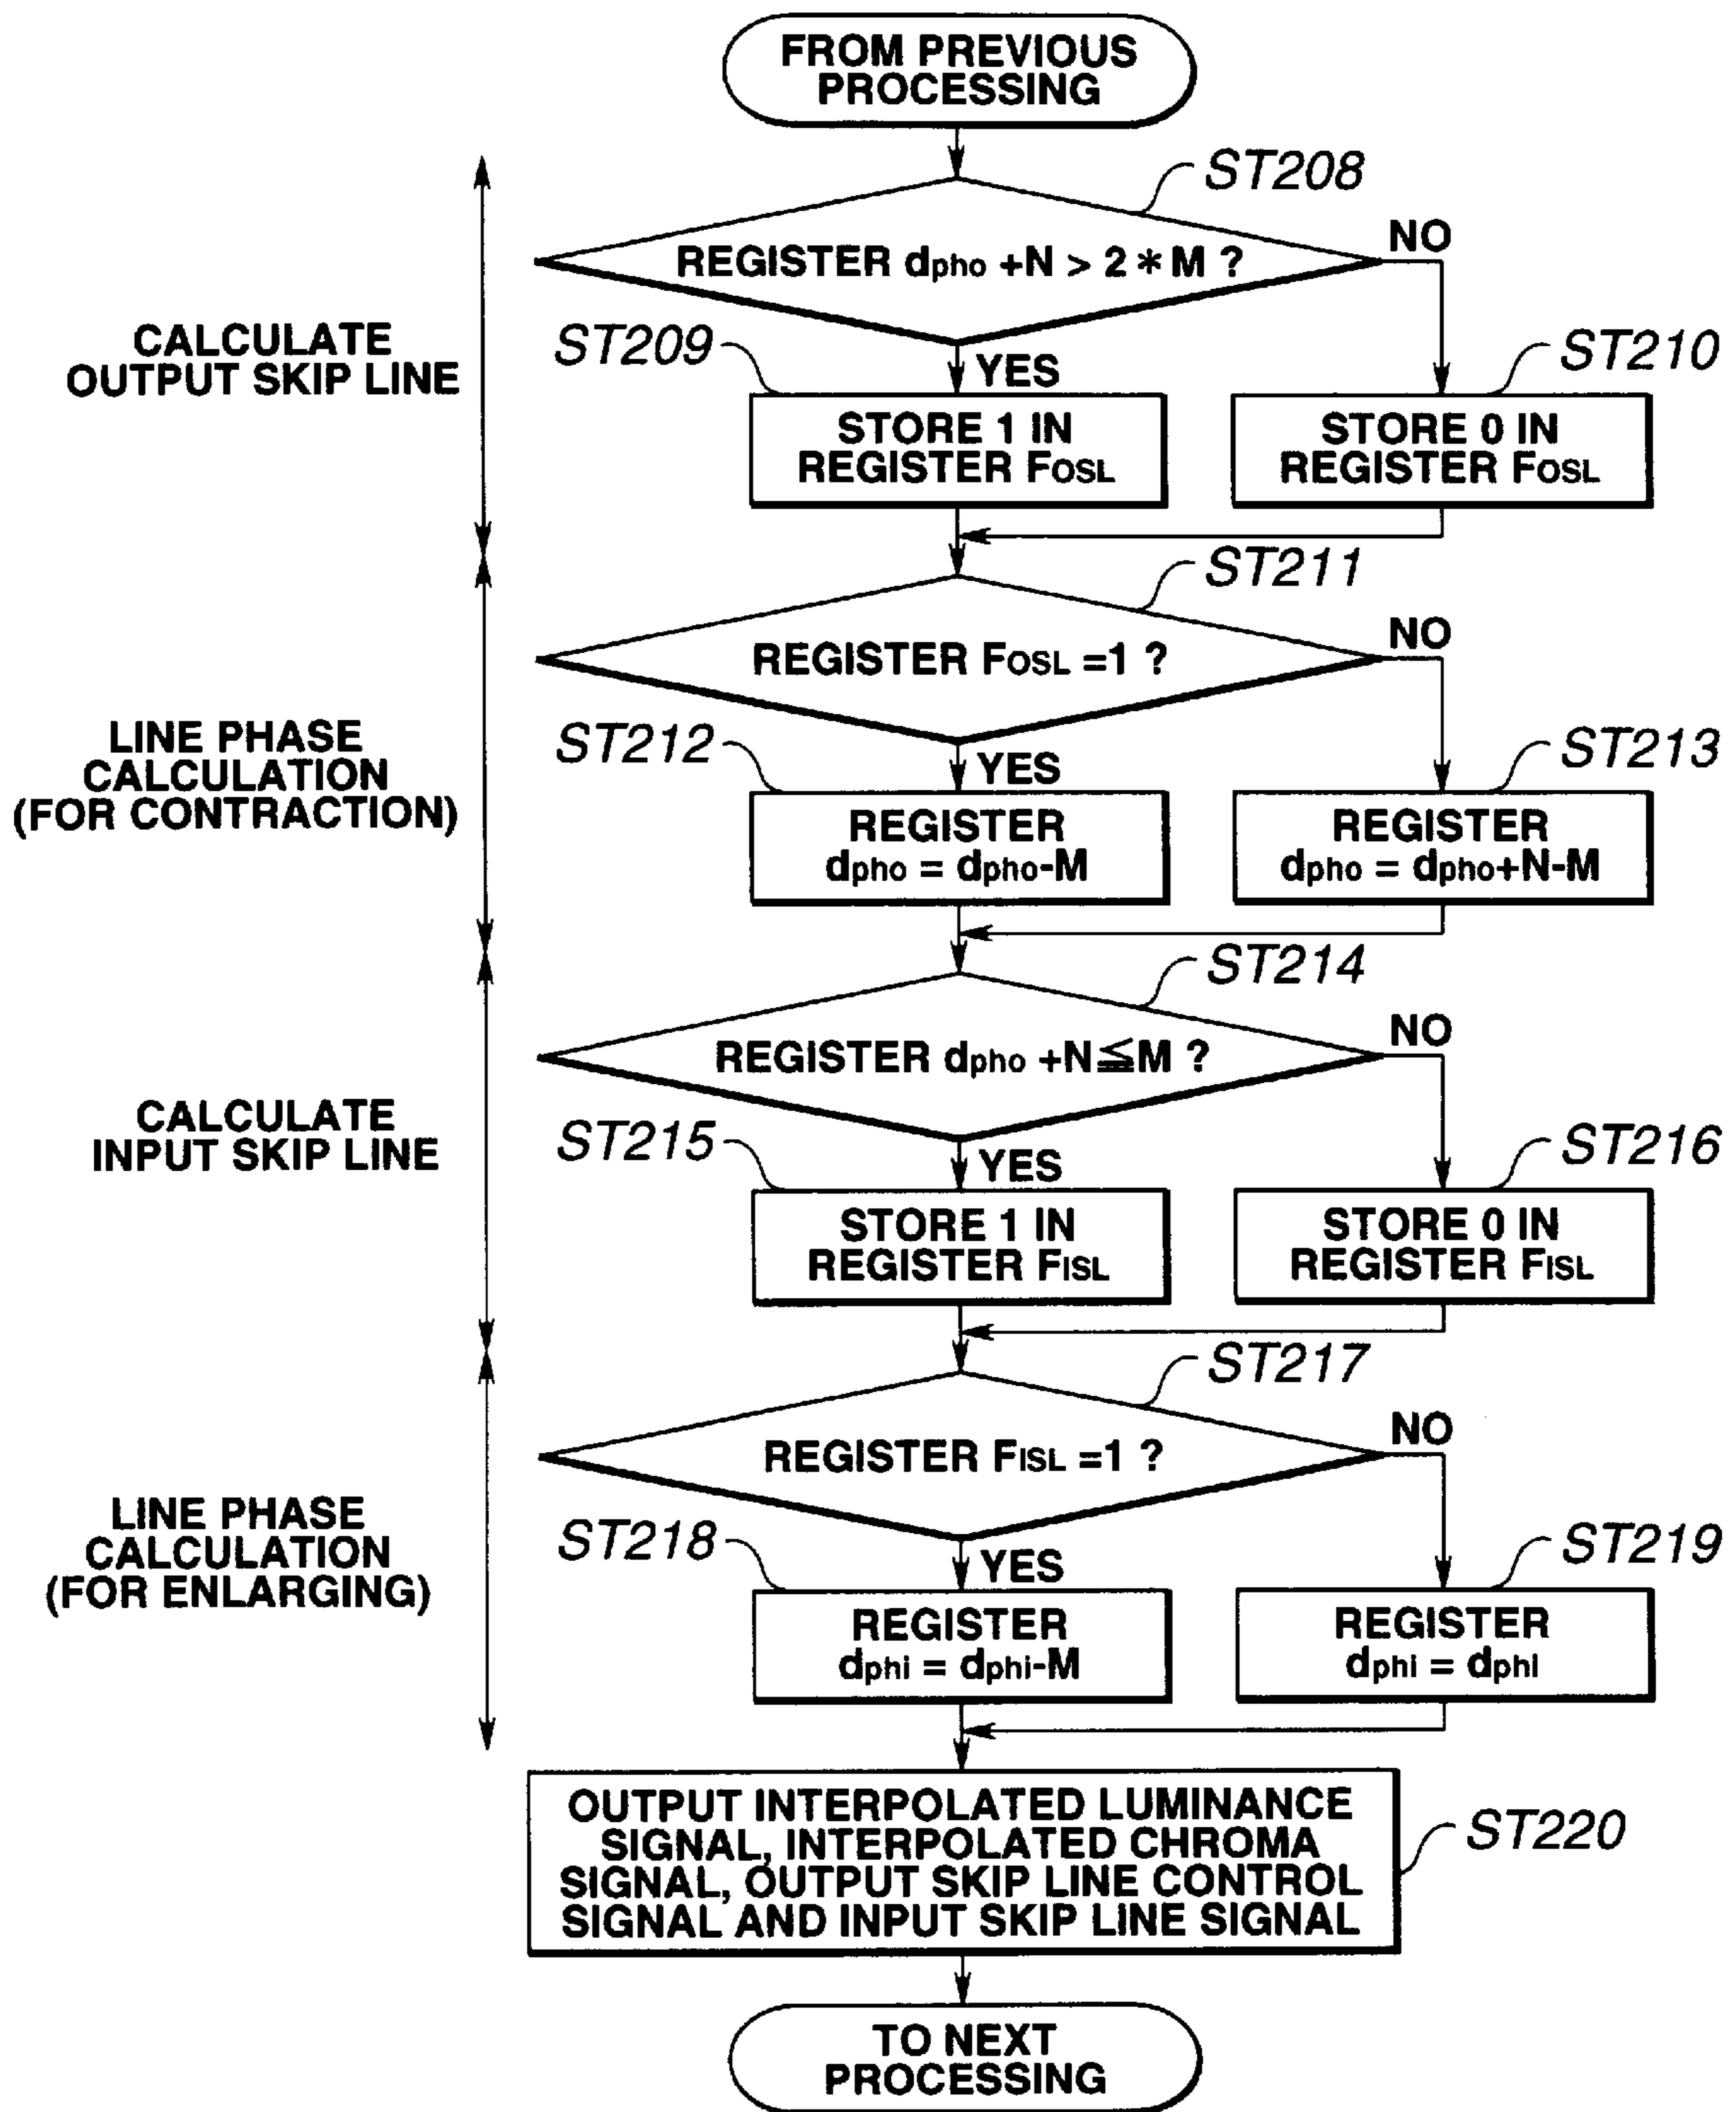 FROM PREVIOUS
PROCESSING
ST208
REGISTER dpho +N > 2 * M ?
NO
CALCULATE
OUTPUT SKIP LINE
ST209
YES
ST210
STORE 1 IN
REGISTER FOSL
STORE 0 IN
REGISTER FOSL
ST211
REGISTER FOSL =1 ?
NO
LINE PHASE
CALCULATION
(FOR CONTRACTION)
ST212
YES
ST213
REGISTER
dpho = dpho-M
REGISTER
dpho = dpho+N-M
ST214
REGISTER dpho +N≦M ?
NO
CALCULATE
INPUT SKIP LINE
ST215
YES
ST216
STORE 1 IN
REGISTER FISL
STORE 0 IN
REGISTER FISL
ST217
REGISTER FISL =1 ?
NO
LINE PHASE
CALCULATION
(FOR ENLARGING)
ST218
YES
ST219
REGISTER
dphi = dphi-M
REGISTER
dphi = dphi
OUTPUT INTERPOLATED LUMINANCE
SIGNAL, INTERPOLATED CHROMA
SIGNAL, OUTPUT SKIP LINE CONTROL
SIGNAL AND INPUT SKIP LINE SIGNAL
ST220
TO NEXT
PROCESSING